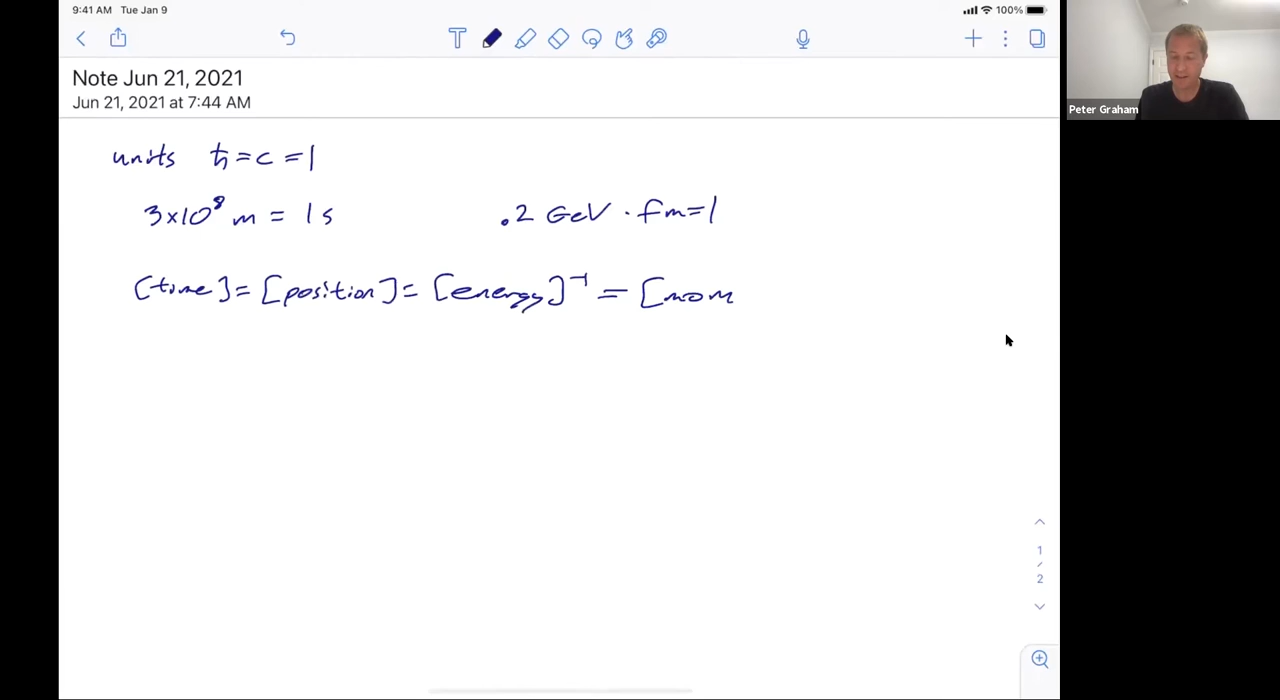 9:41 AM Tue Jan 9
100%
Note Jun 21, 2021
Jun 21, 2021 at 7:44 AM
Peter Graham
units ħ = c = 1
3×10⁸ m = 1 s .2 GeV · fm = 1
[time] = [position] = [energy]⁻¹ = [mom
1
/
2